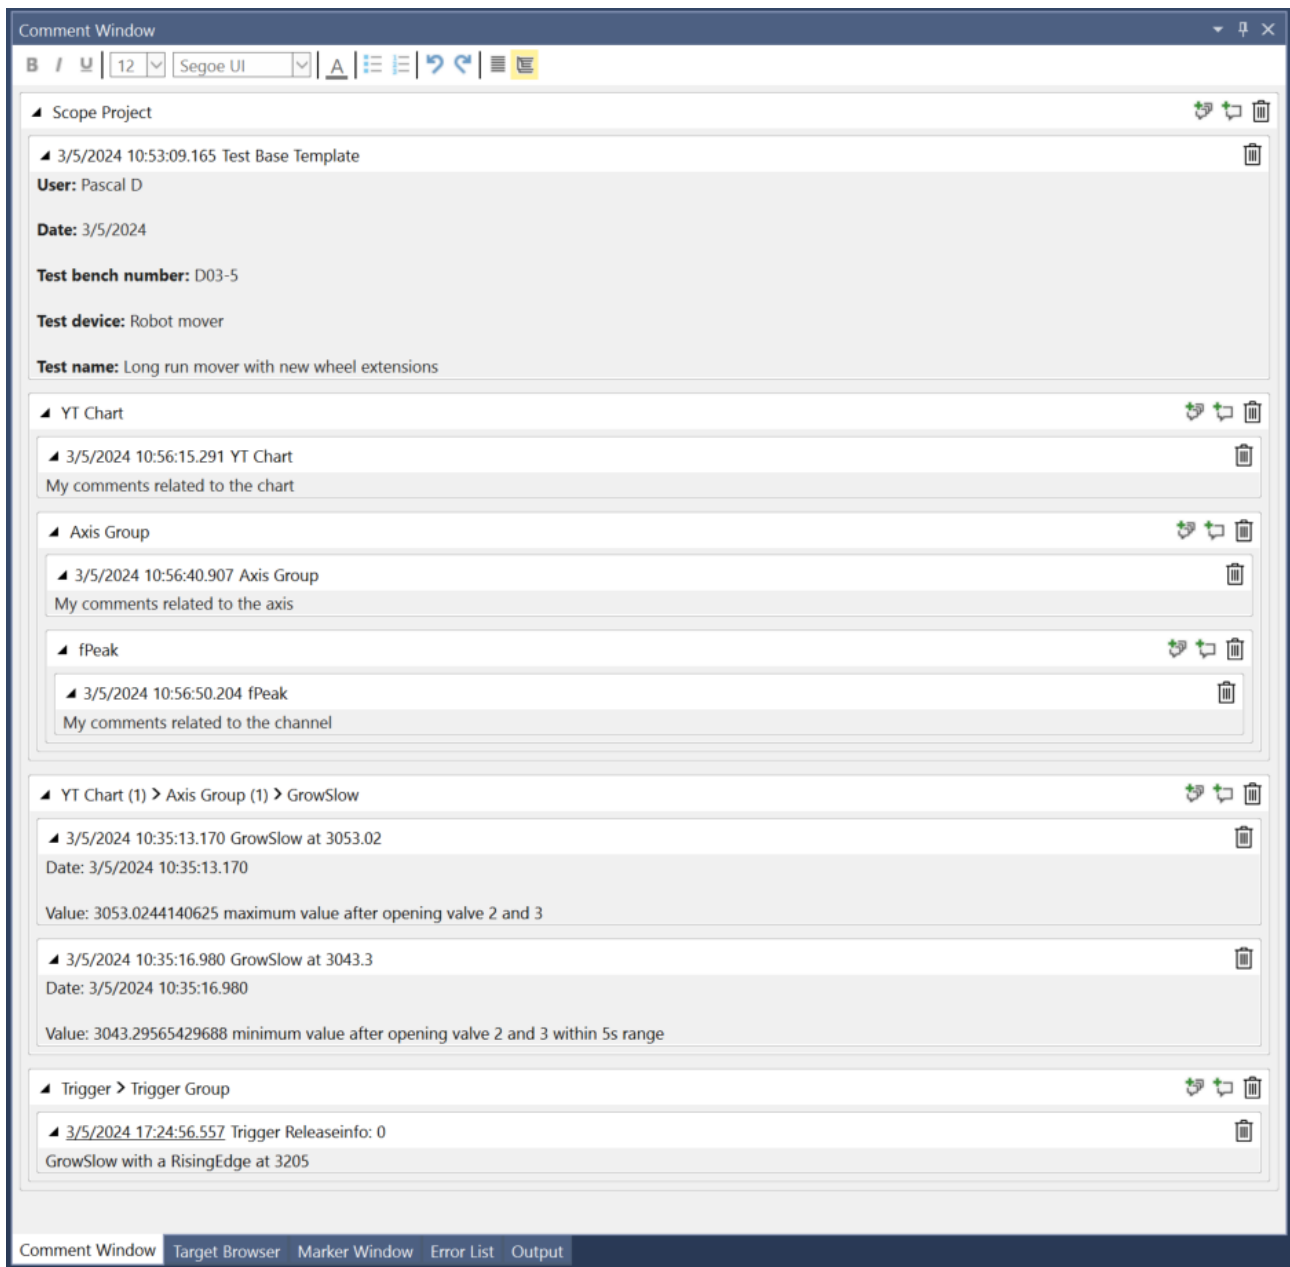 Comment Window
B I U 12 Segoe UI A
Scope Project
3/5/2024 10:53:09.165 Test Base Template
User: Pascal D
Date: 3/5/2024
Test bench number: D03-5
Test device: Robot mover
Test name: Long run mover with new wheel extensions
YT Chart
3/5/2024 10:56:15.291 YT Chart
My comments related to the chart
Axis Group
3/5/2024 10:56:40.907 Axis Group
My comments related to the axis
fPeak
3/5/2024 10:56:50.204 fPeak
My comments related to the channel
YT Chart (1) > Axis Group (1) > GrowSlow
3/5/2024 10:35:13.170 GrowSlow at 3053.02
Date: 3/5/2024 10:35:13.170
Value: 3053.0244140625 maximum value after opening valve 2 and 3
3/5/2024 10:35:16.980 GrowSlow at 3043.3
Date: 3/5/2024 10:35:16.980
Value: 3043.29565429688 minimum value after opening valve 2 and 3 within 5s range
Trigger > Trigger Group
3/5/2024 17:24:56.557 Trigger Releaseinfo: 0
GrowSlow with a RisingEdge at 3205
Comment Window Target Browser Marker Window Error List Output